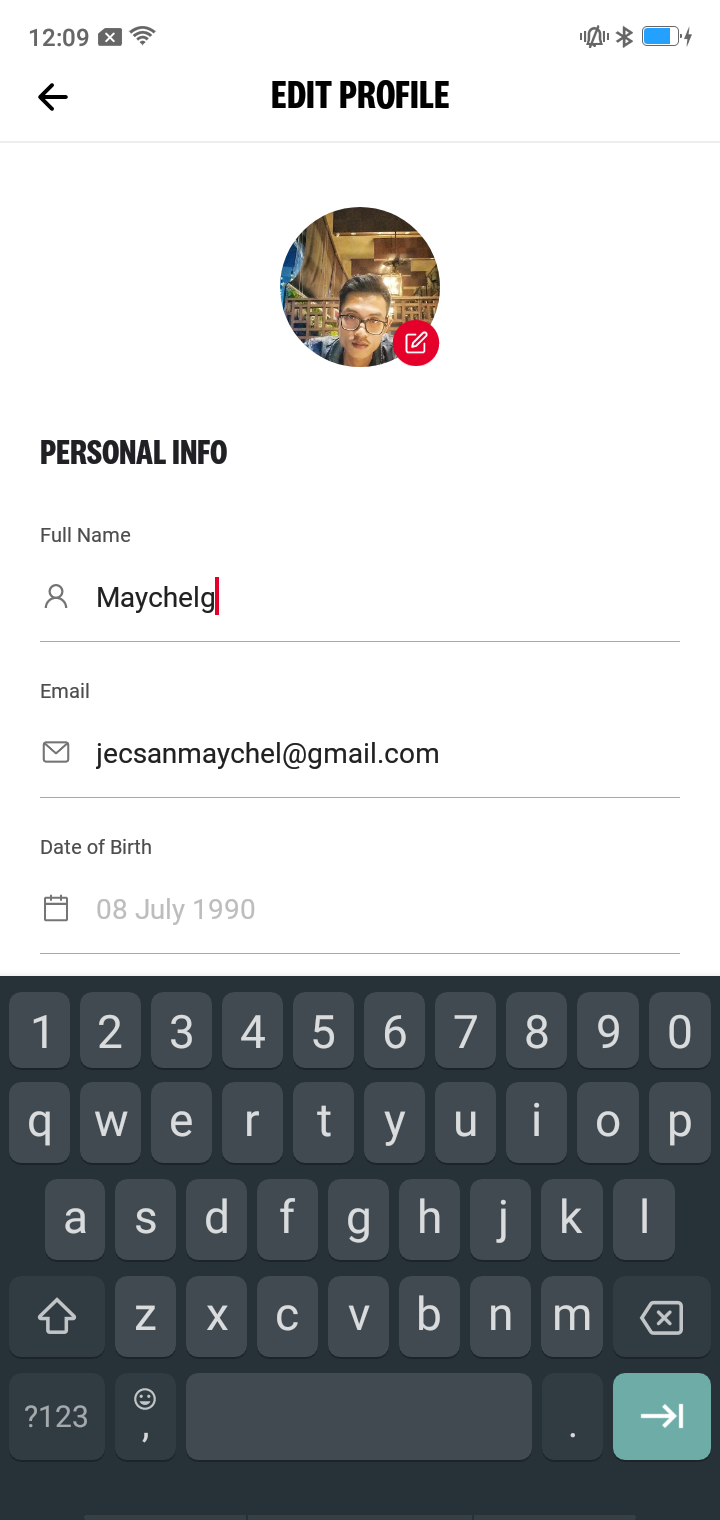 12:09
EDIT PROFILE
PERSONAL INFO
Full Name
Maychelg
Email
jecsanmaychel@gmail.com
Date of Birth
08 July 1990
1 2 3 4 5 6 7 8 9 0
q w e r t y u i o p
a s d f g h j k l
z x c v b n m
?123 , .